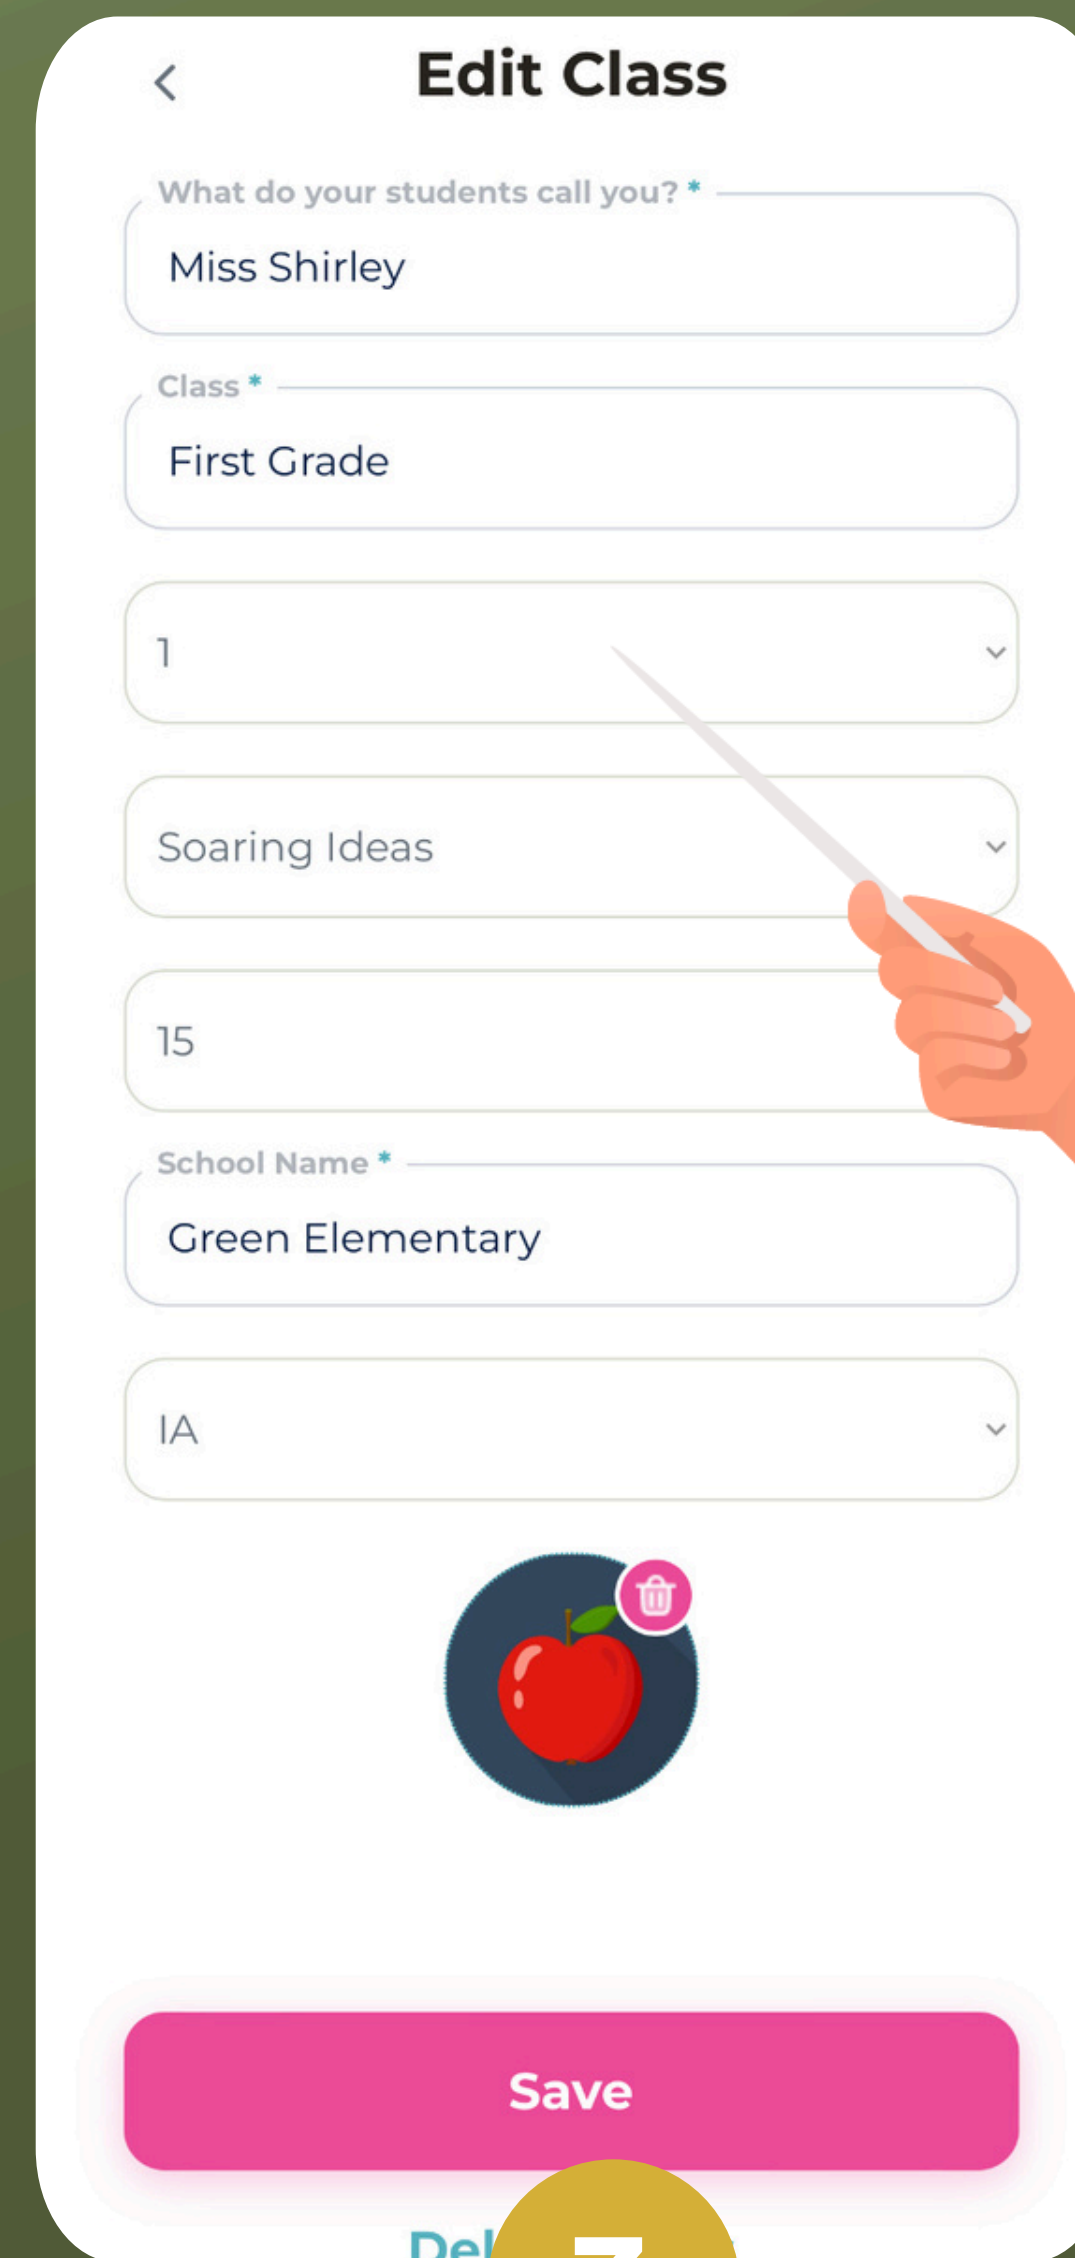 Edit Class
What do your students call you? *
Miss Shirley
Class *
First Grade
1
Soaring Ideas
15
School Name *
Green Elementary
IA
Save